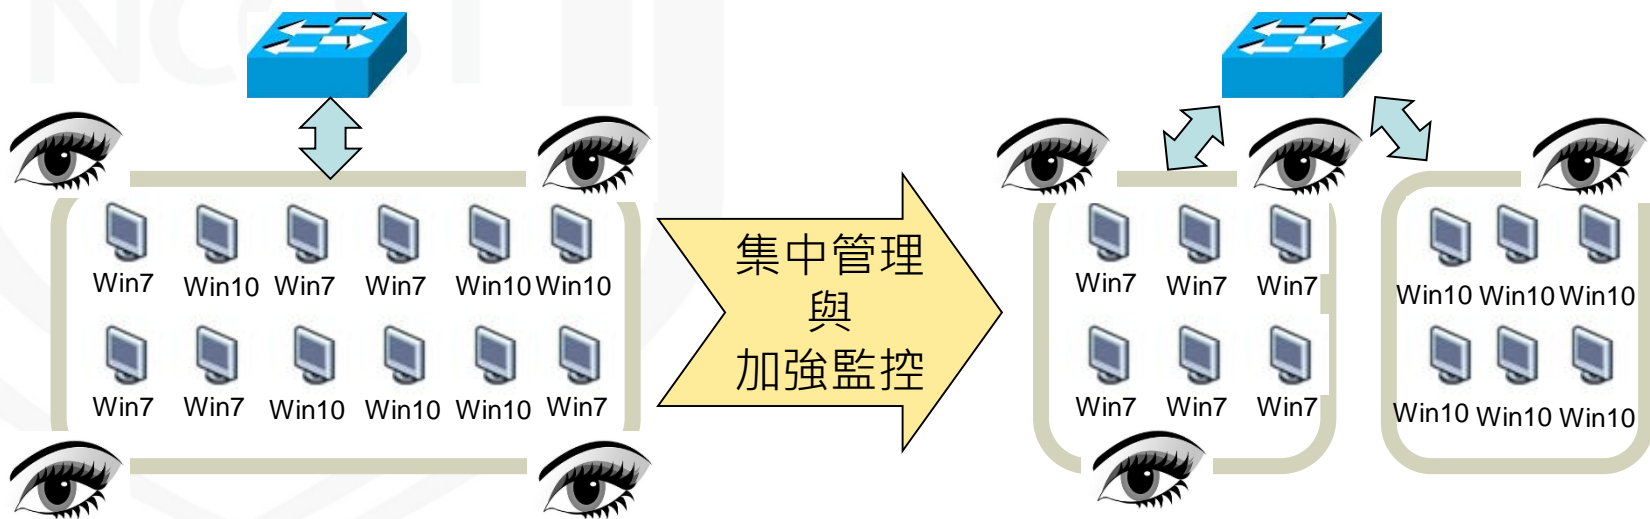 Win7 Win10 Win7 Win7 Win10 Win10
Win7 Win7 Win10 Win10 Win10 Win7
集中管理
與
加強監控
Win7 Win7 Win7
Win7 Win7 Win7
Win10 Win10 Win10
Win10 Win10 Win10